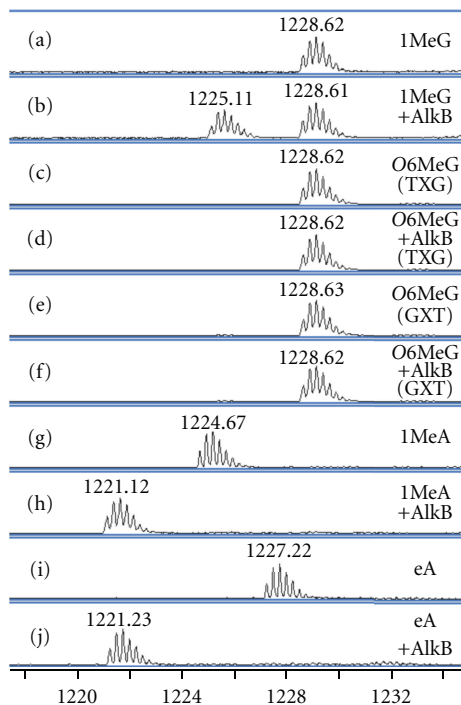 (a) 1228.62 1MeG
(b) 1225.11 1228.61 1MeG
+AlkB
(c) 1228.62 O6MeG
(TXG)
(d) 1228.62 O6MeG
+AlkB
(TXG)
(e) 1228.63 O6MeG
(GXT)
(f) 1228.62 O6MeG
+AlkB
(GXT)
(g) 1224.67 1MeA
(h) 1221.12 1MeA
+AlkB
(i) 1227.22 eA
(j) 1221.23 eA
+AlkB
1220 1224 1228 1232